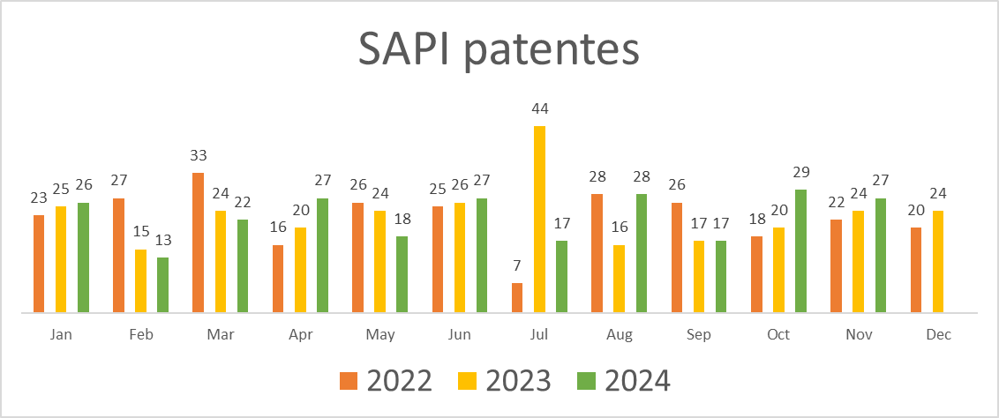 SAPI patentes
23 25 26 27 15 13 33 24 22 16 20 27 26 24 18 25 26 27 7 44 17 28 16 28 26 17 17 18 20 29 22 24 27 20 24
Jan Feb Mar Apr May Jun Jul Aug Sep Oct Nov Dec
2022 2023 2024